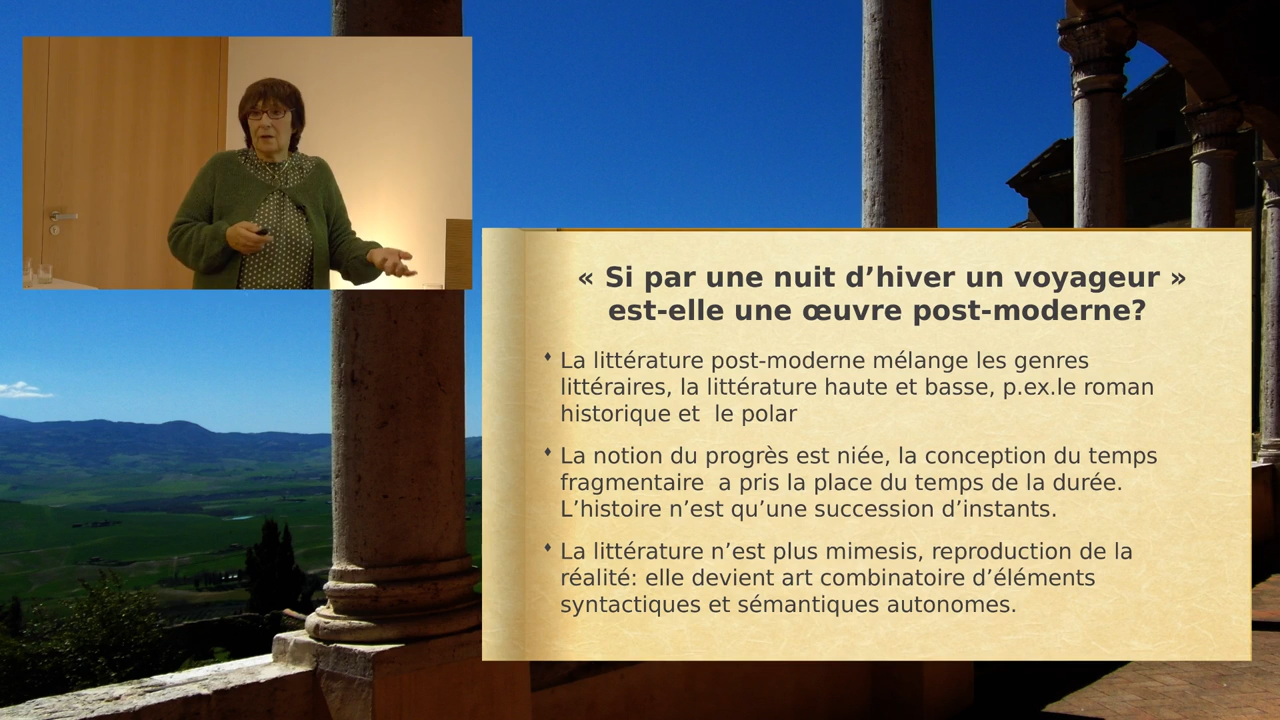 « Si par une nuit d’hiver un voyageur »
est-elle une œuvre post-moderne?
La littérature post-moderne mélange les genres
littéraires, la littérature haute et basse, p.ex.le roman
historique et  le polar
La notion du progrès est niée, la conception du temps
fragmentaire  a pris la place du temps de la durée.
L’histoire n’est qu’une succession d’instants.
La littérature n’est plus mimesis, reproduction de la
réalité: elle devient art combinatoire d’éléments
syntactiques et sémantiques autonomes.